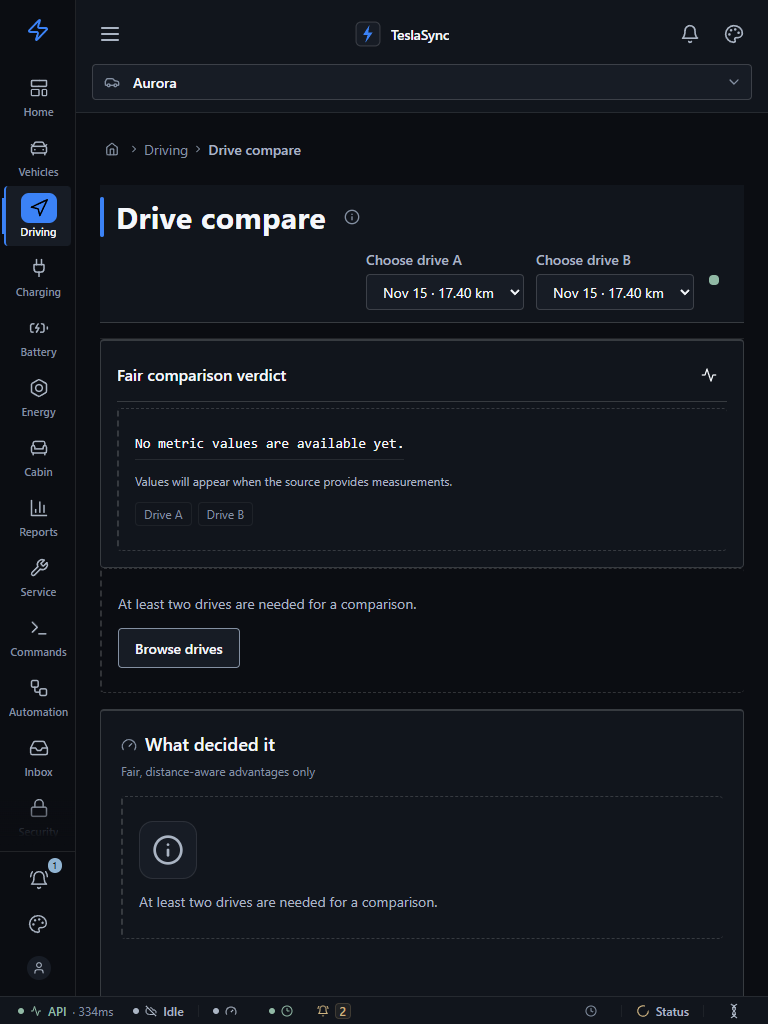 TeslaSync
Aurora
Home
Vehicles
Driving
Charging
Battery
Energy
Cabin
Reports
Service
Commands
Automation
Inbox
Security
1
Driving
Drive compare
Drive compare
Choose drive A
Choose drive B
Nov 15 · 17.40 km
Nov 15 · 17.40 km
Fair comparison verdict
No metric values are available yet.
Values will appear when the source provides measurements.
Drive A
Drive B
At least two drives are needed for a comparison.
Browse drives
What decided it
Fair, distance-aware advantages only
At least two drives are needed for a comparison.
API · 334ms
Idle
2
Status